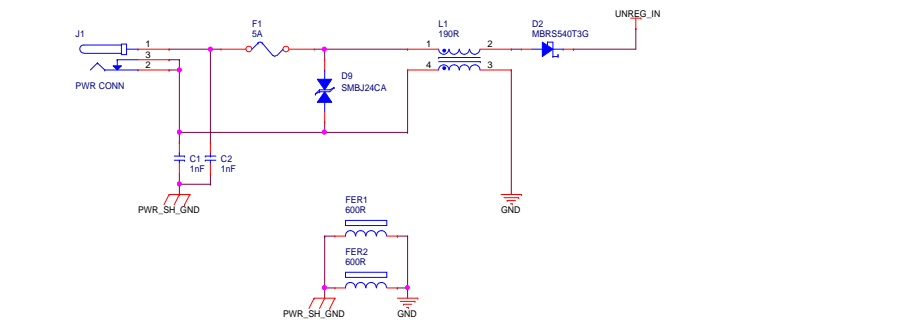 UNREG_IN
J1
F1
5A
L1
190R
D2
MBRS540T3G
1
3
2
PWR CONN
1
2
4
3
D9
SMBJ24CA
C1
1nF
C2
1nF
PWR_SH_GND
GND
FER1
600R
FER2
600R
PWR_SH_GND
GND